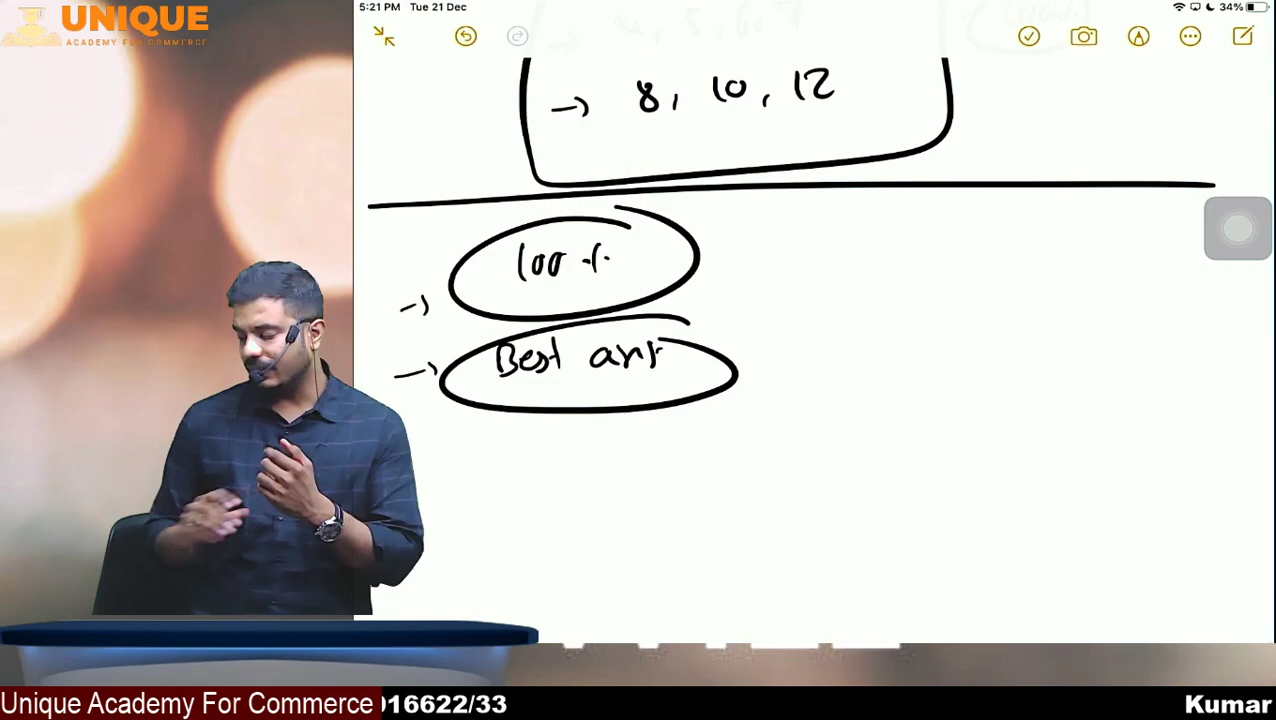 UNIQUE
ACADEMY FOR COMMERCE
5:21 PM Tue 21 Dec
34%
→ 8, 10, 12
→ 100 %
→ Best ans
Unique Academy For Commerce
016622/33
Kumar